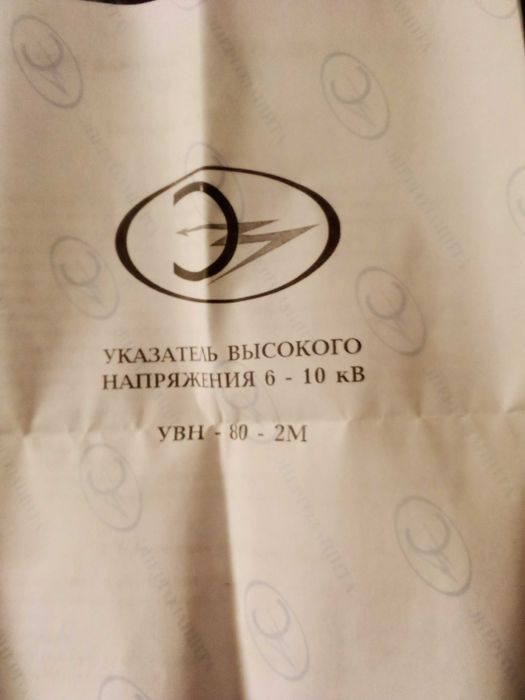 Э
УКАЗАТЕЛЬ ВЫСОКОГО
НАПРЯЖЕНИЯ 6 - 10 кВ
УВН - 80 - 2М